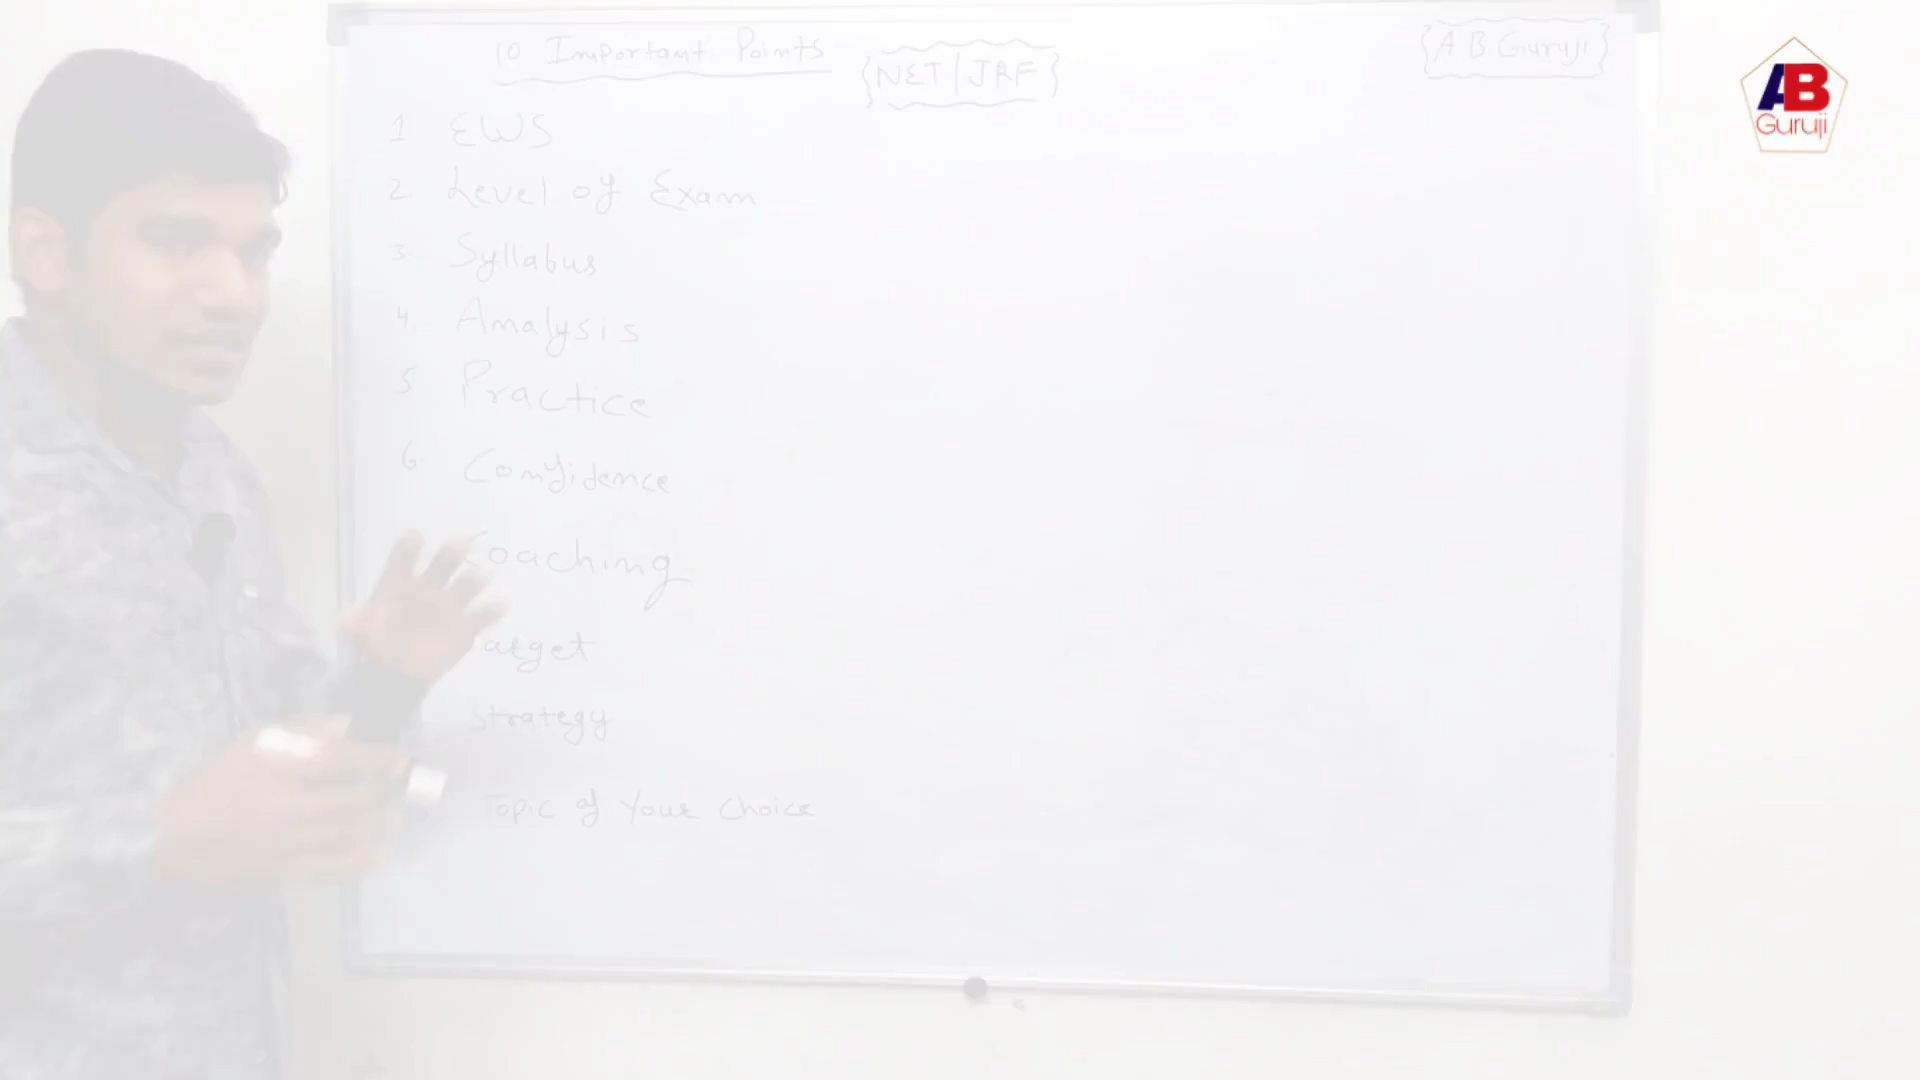 10 Important Points
{NET|JRF}
{A B Guruji}
AB
Guruji
1 EWS
2 Level of Exam
3 Syllabus
4 Analysis
5 Practice
6 Confidence
Coaching
arget
Strategy
Topic of Your Choice